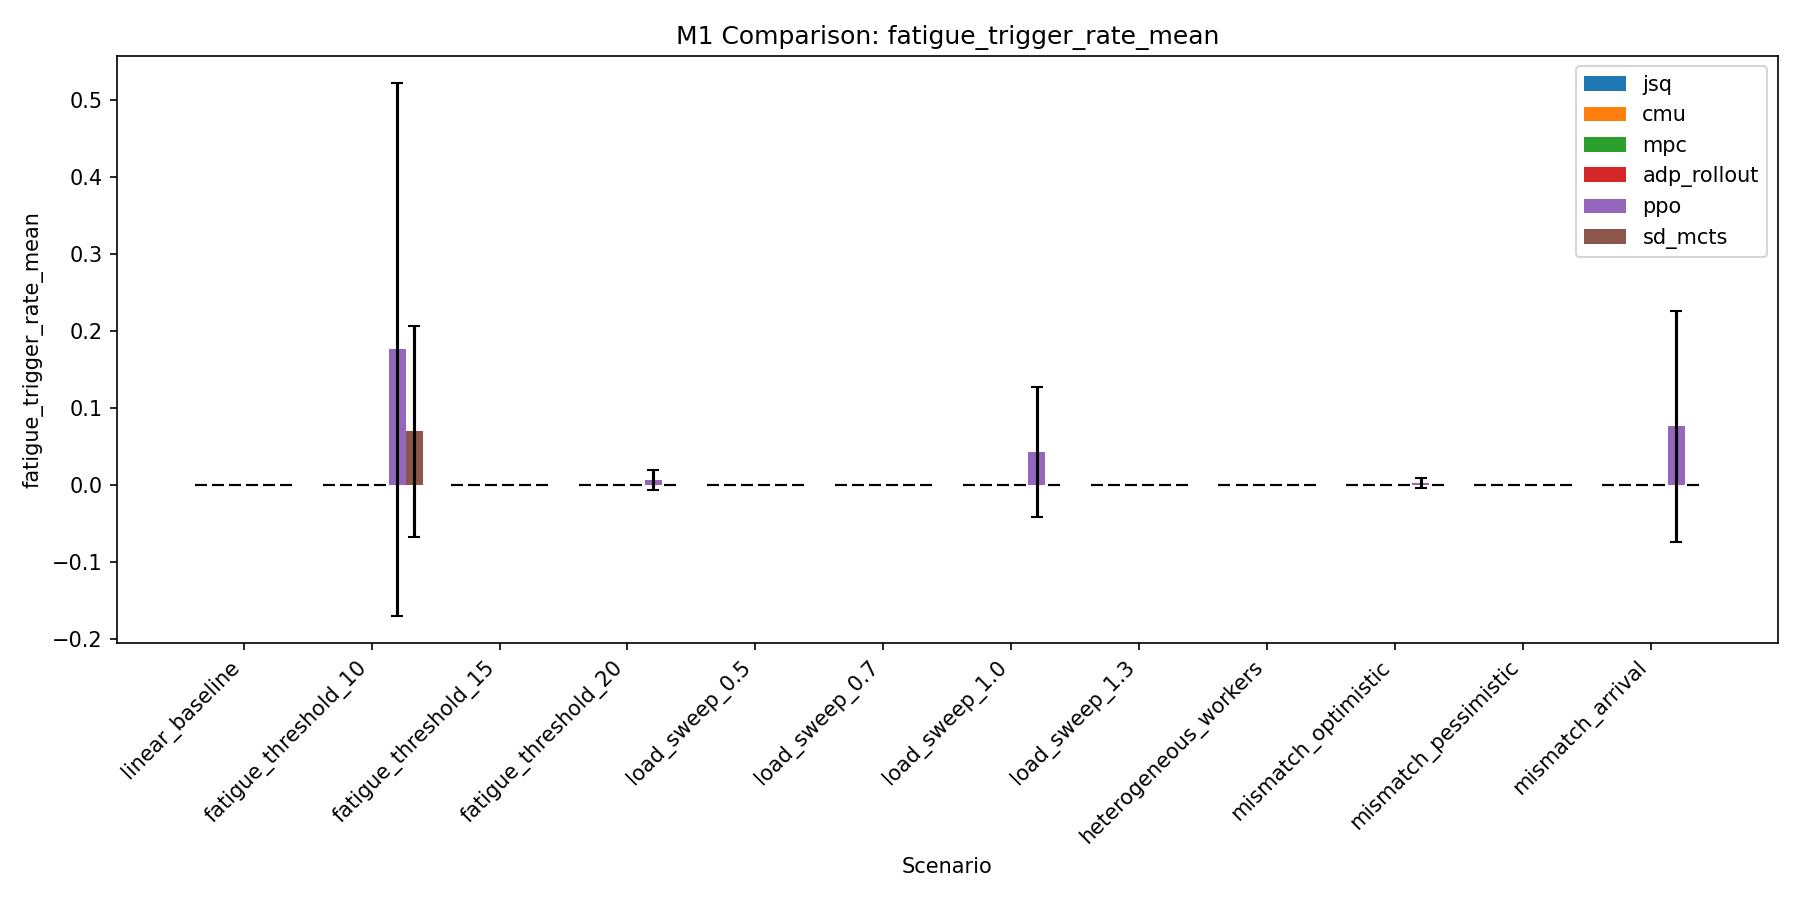 M1 Comparison: fatigue_trigger_rate_mean
jsq
cmu
mpc
adp_rollout
ppo
sd_mcts
fatigue_trigger_rate_mean
0.5
0.4
0.3
0.2
0.1
0.0
−0.1
−0.2
linear_baseline
fatigue_threshold_10
fatigue_threshold_15
fatigue_threshold_20
load_sweep_0.5
load_sweep_0.7
load_sweep_1.0
load_sweep_1.3
heterogeneous_workers
mismatch_optimistic
mismatch_pessimistic
mismatch_arrival
Scenario